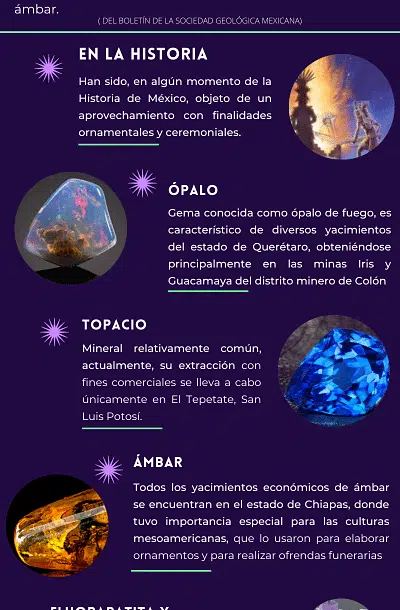 ámbar.
( DEL BOLETÍN DE LA SOCIEDAD GEOLÓGICA MEXICANA)
EN LA HISTORIA
Han sido, en algún momento de la
Historia de México, objeto de un
aprovechamiento con finalidades
ornamentales y ceremoniales.
ÓPALO
Gema conocida como ópalo de fuego, es
característico de diversos yacimientos
del estado de Querétaro, obteniéndose
principalmente en las minas Iris y
Guacamaya del distrito minero de Colón
TOPACIO
Mineral relativamente común,
actualmente, su extracción con
fines comerciales se lleva a cabo
únicamente en El Tepetate, San
Luis Potosí.
ÁMBAR
Todos los yacimientos económicos de ámbar
se encuentran en el estado de Chiapas, donde
tuvo importancia especial para las culturas
mesoamericanas, que lo usaron para elaborar
ornamentos y para realizar ofrendas funerarias
FLUORAPATITA Y